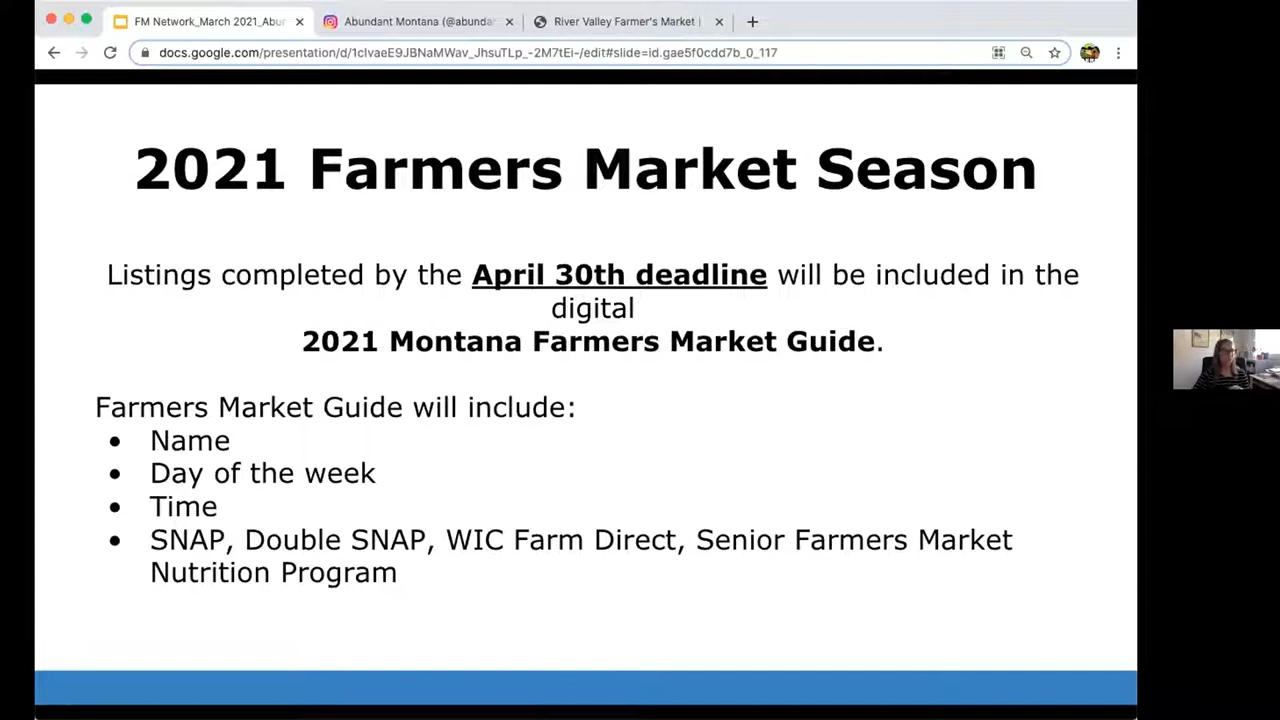 FM Network_March 2021_Abun
Abundant Montana (@abunda
River Valley Farmer's Market |
docs.google.com/presentation/d/1cIvaeE9JBNaMWav_JhsuTLp_-2M7tEi-/edit#slide=id.gae5f0cdd7b_0_117
2021 Farmers Market Season
Listings completed by the April 30th deadline will be included in the
digital
2021 Montana Farmers Market Guide.
Farmers Market Guide will include:
• Name
• Day of the week
• Time
• SNAP, Double SNAP, WIC Farm Direct, Senior Farmers Market
Nutrition Program